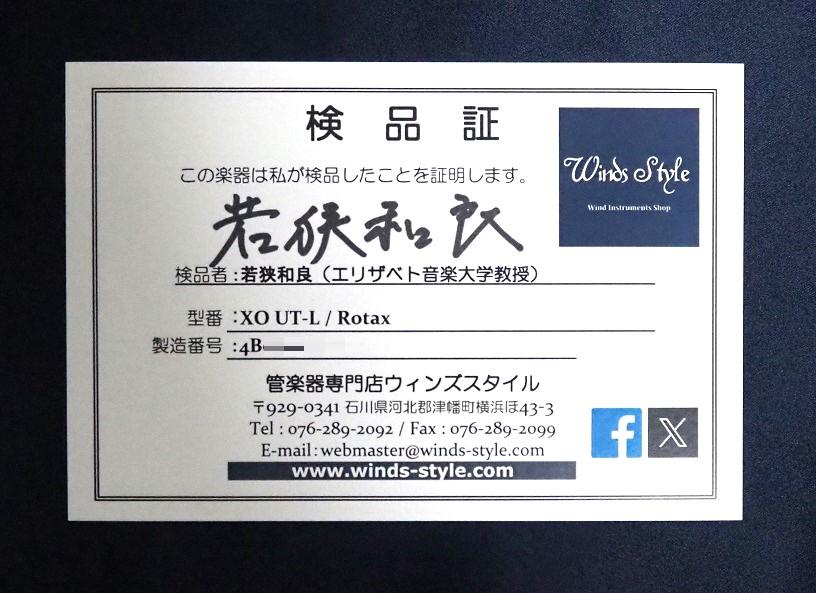 検品証
Winds Style
Wind Instruments Shop
この楽器は私が検品したことを証明します。
若狭和良
検品者：若狭和良（エリザベト音楽大学教授）
型番：XO UT-L / Rotax
製造番号：4B
管楽器専門店ウィンズスタイル
〒929-0341 石川県河北郡津幡町横浜ほ43-3
Tel : 076-289-2092 / Fax : 076-289-2099
E-mail : webmaster@winds-style.com
www.winds-style.com